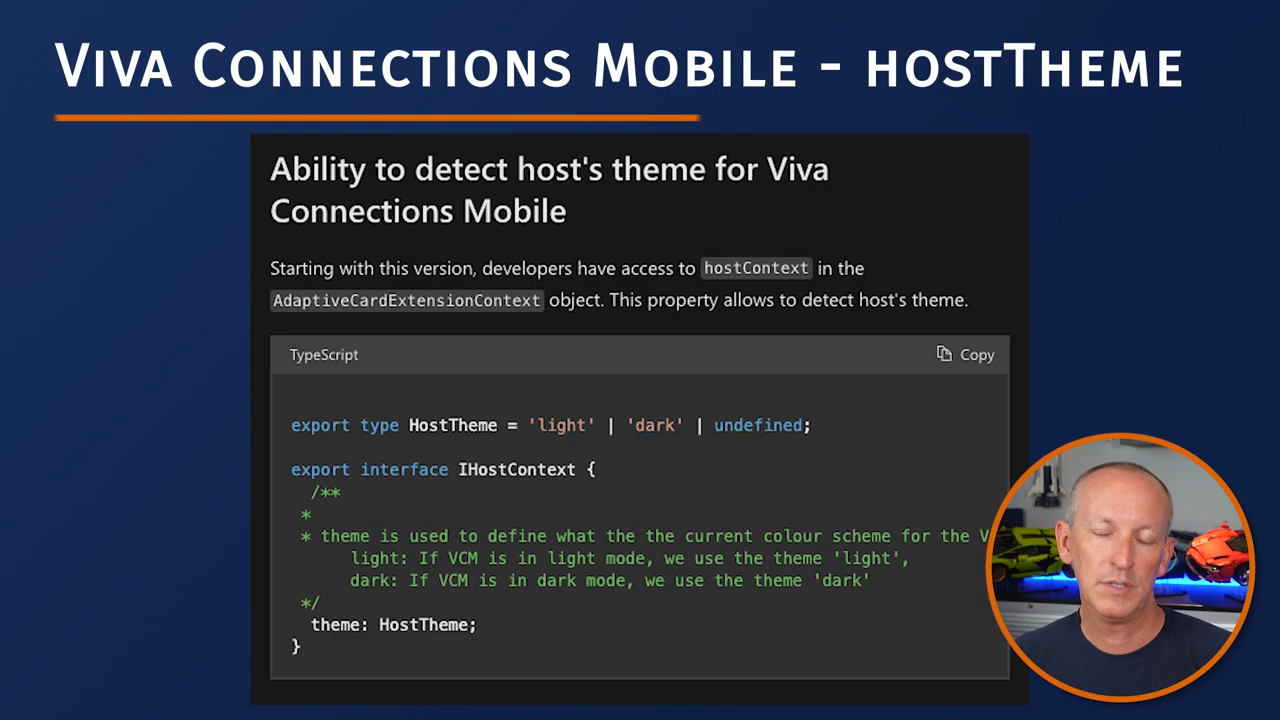 Viva Connections Mobile - hostTheme
Ability to detect host's theme for Viva
Connections Mobile
Starting with this version, developers have access to hostContext in the
AdaptiveCardExtensionContext object. This property allows to detect host's theme.
TypeScript
Copy
export type HostTheme = 'light' | 'dark' | undefined;
export interface IHostContext {
/**
*
* theme is used to define what the the current colour scheme for the V
light: If VCM is in light mode, we use the theme 'light',
dark: If VCM is in dark mode, we use the theme 'dark'
*/
theme: HostTheme;
}